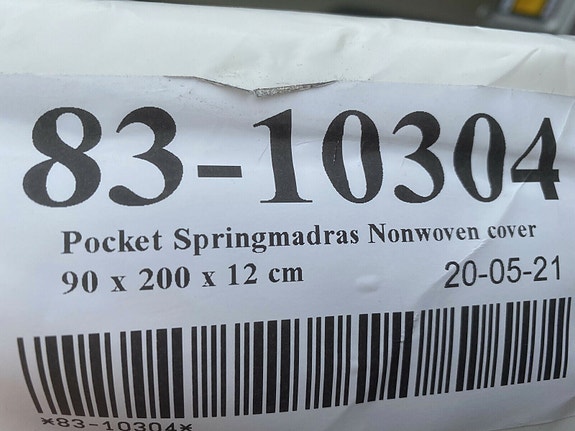 83-10304
Pocket Springmadras Nonwoven cover
90 x 200 x 12 cm 20-05-21
*83-10304*